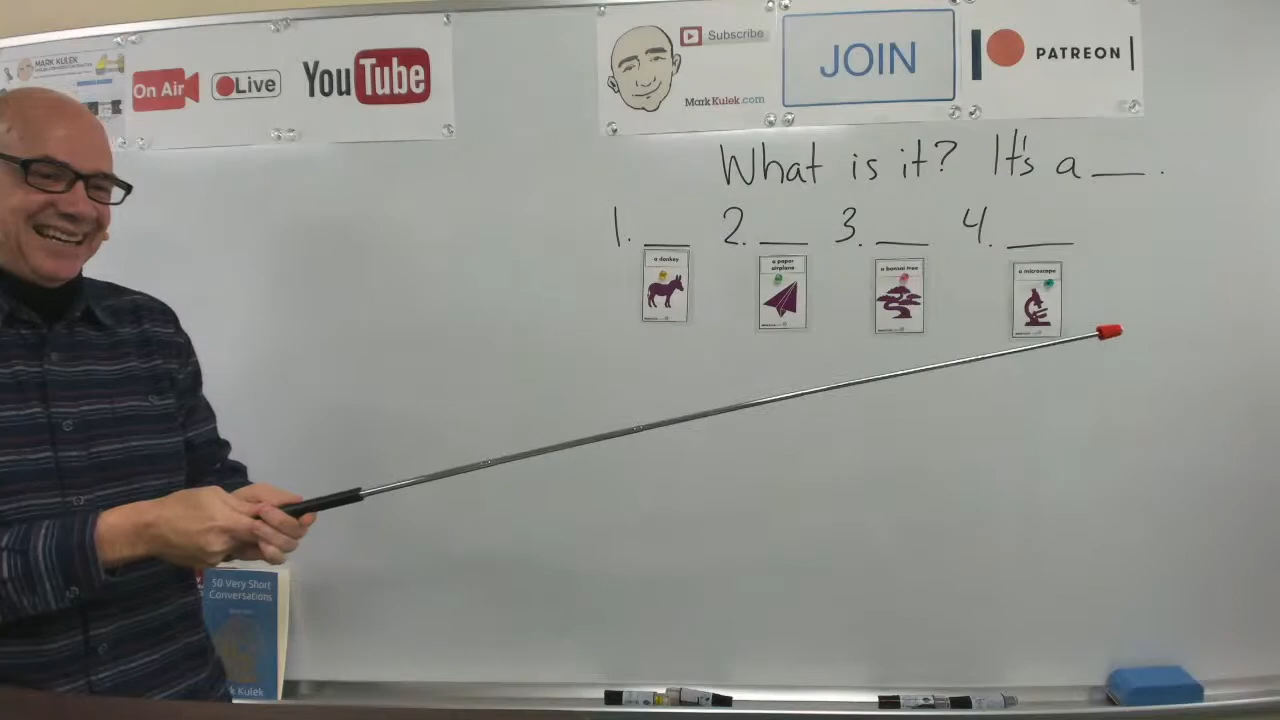 MARK KULEK
On Air
Live
YouTube
Subscribe
MarkKulek.com
JOIN
PATREON
What is it? It's a ___.
1. ___ 2. ___ 3. ___ 4. ___
a donkey
a paper
airplane
a bonsai tree
a microscope
50 Very Short
Conversations
k Kulek